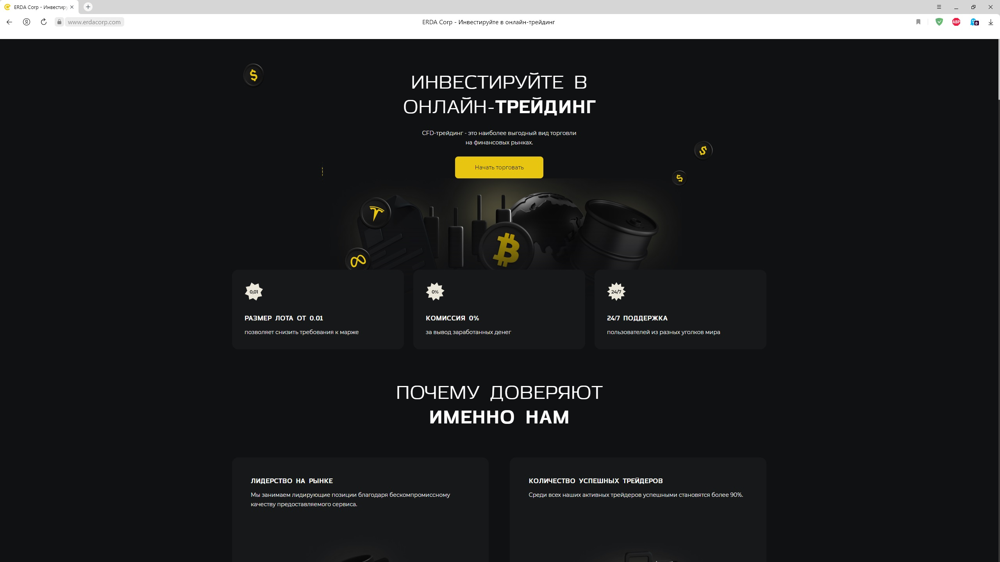 ERDA Corp - Инвестиру
www.erdacorp.com
ERDA Corp - Инвестируйте в онлайн-трейдинг
ABP
0
$
ИНВЕСТИРУЙТЕ В
ОНЛАЙН-ТРЕЙДИНГ
CFD-трейдинг - это наиболее выгодный вид торговли
на финансовых рынках.
$
Начать торговать
$
0,01
0%
24/7
РАЗМЕР ЛОТА ОТ 0.01
КОМИССИЯ 0%
24/7 ПОДДЕРЖКА
позволяет снизить требования к марже
за вывод заработанных денег
пользователей из разных уголков мира
ПОЧЕМУ ДОВЕРЯЮТ
ИМЕННО НАМ
ЛИДЕРСТВО НА РЫНКЕ
КОЛИЧЕСТВО УСПЕШНЫХ ТРЕЙДЕРОВ
Мы занимаем лидирующие позиции благодаря бескомпромиссному
качеству предоставляемого сервиса.
Среди всех наших активных трейдеров успешными становятся более 90%.